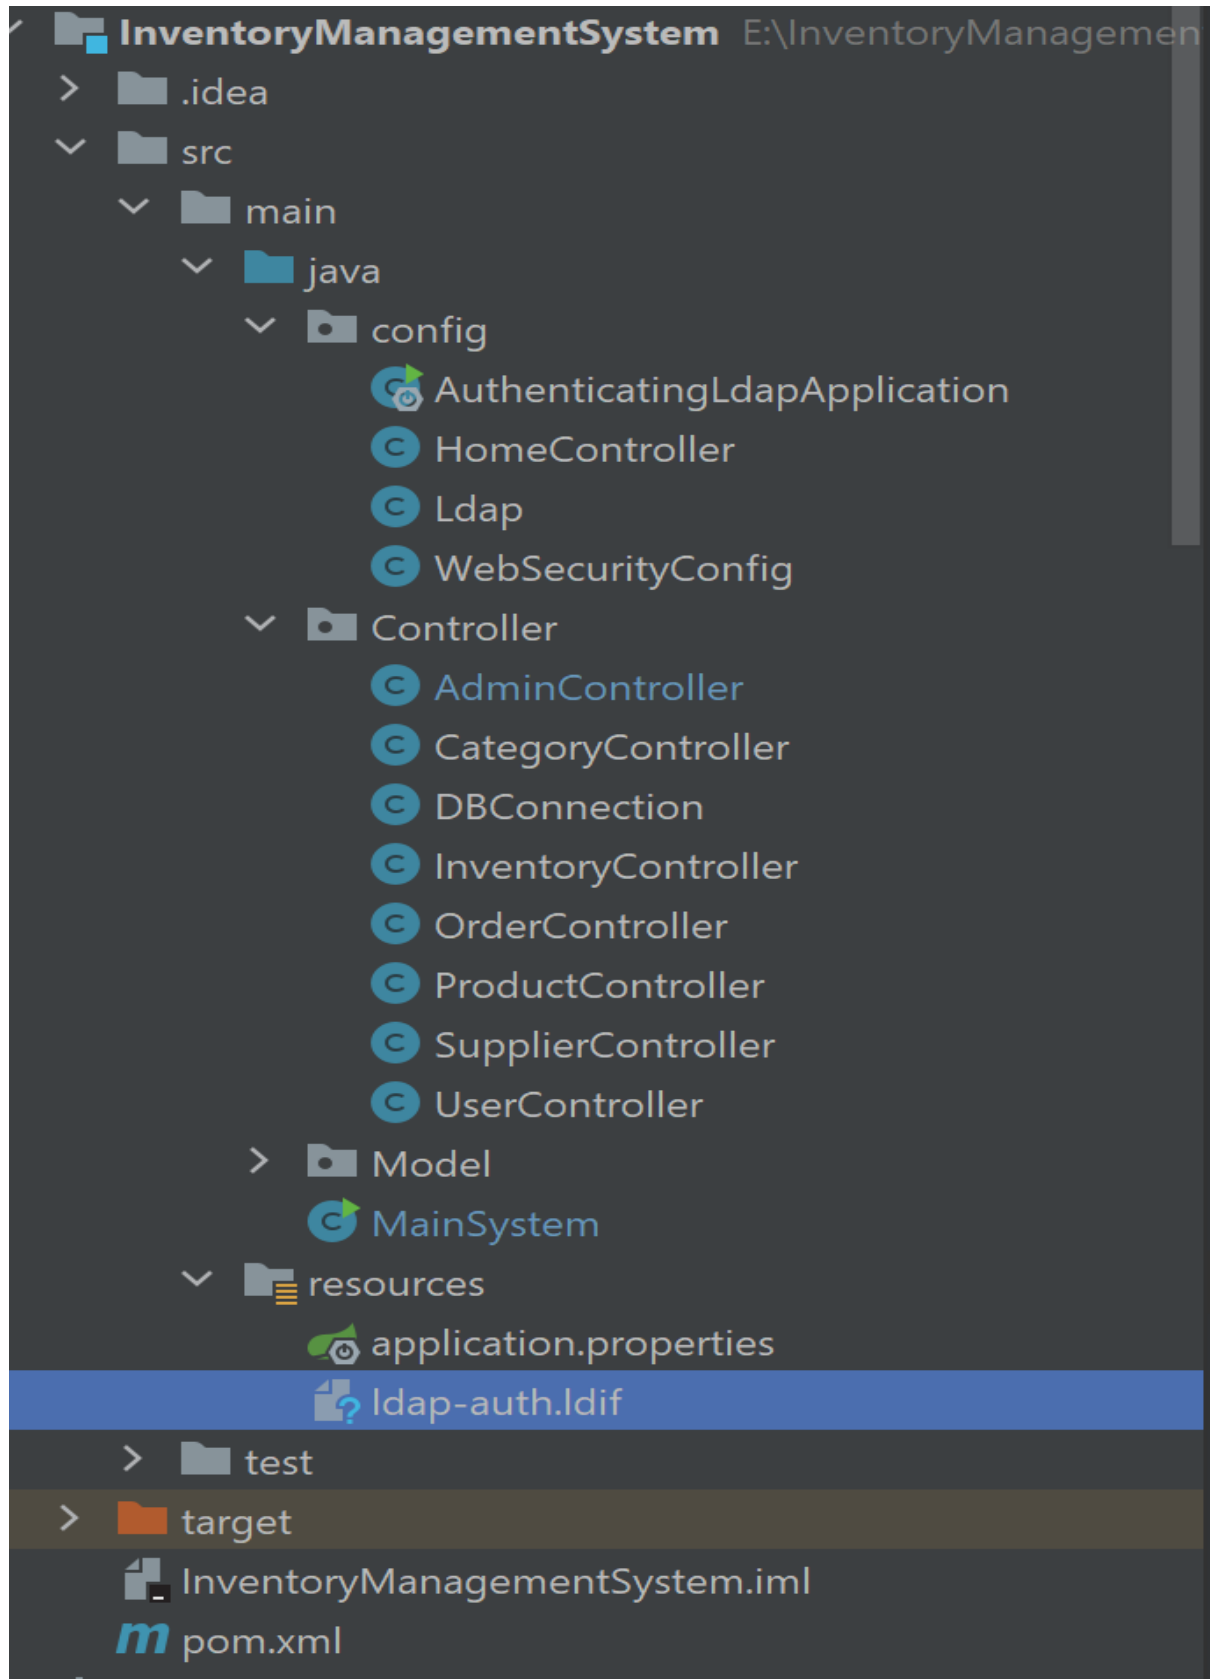 InventoryManagementSystem E:\InventoryManagemen
.idea
src
main
java
config
AuthenticatingLdapApplication
HomeController
Ldap
WebSecurityConfig
Controller
AdminController
CategoryController
DBConnection
InventoryController
OrderController
ProductController
SupplierController
UserController
Model
MainSystem
resources
application.properties
ldap-auth.ldif
test
target
InventoryManagementSystem.iml
pom.xml